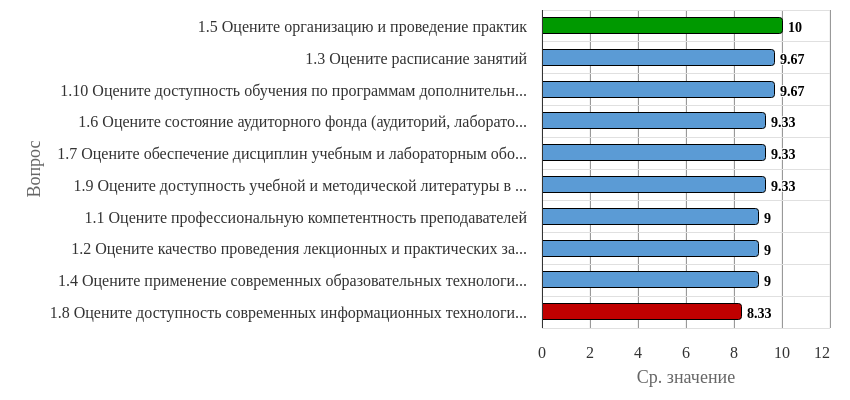 1.5 Оцените организацию и проведение практик 10
1.3 Оцените расписание занятий 9.67
1.10 Оцените доступность обучения по программам дополнительн... 9.67
1.6 Оцените состояние аудиторного фонда (аудиторий, лаборато... 9.33
1.7 Оцените обеспечение дисциплин учебным и лабораторным обо... 9.33
1.9 Оцените доступность учебной и методической литературы в ... 9.33
1.1 Оцените профессиональную компетентность преподавателей 9
1.2 Оцените качество проведения лекционных и практических за... 9
1.4 Оцените применение современных образовательных технологи... 9
1.8 Оцените доступность современных информационных технологи... 8.33
Вопрос
0 2 4 6 8 10 12
Ср. значение